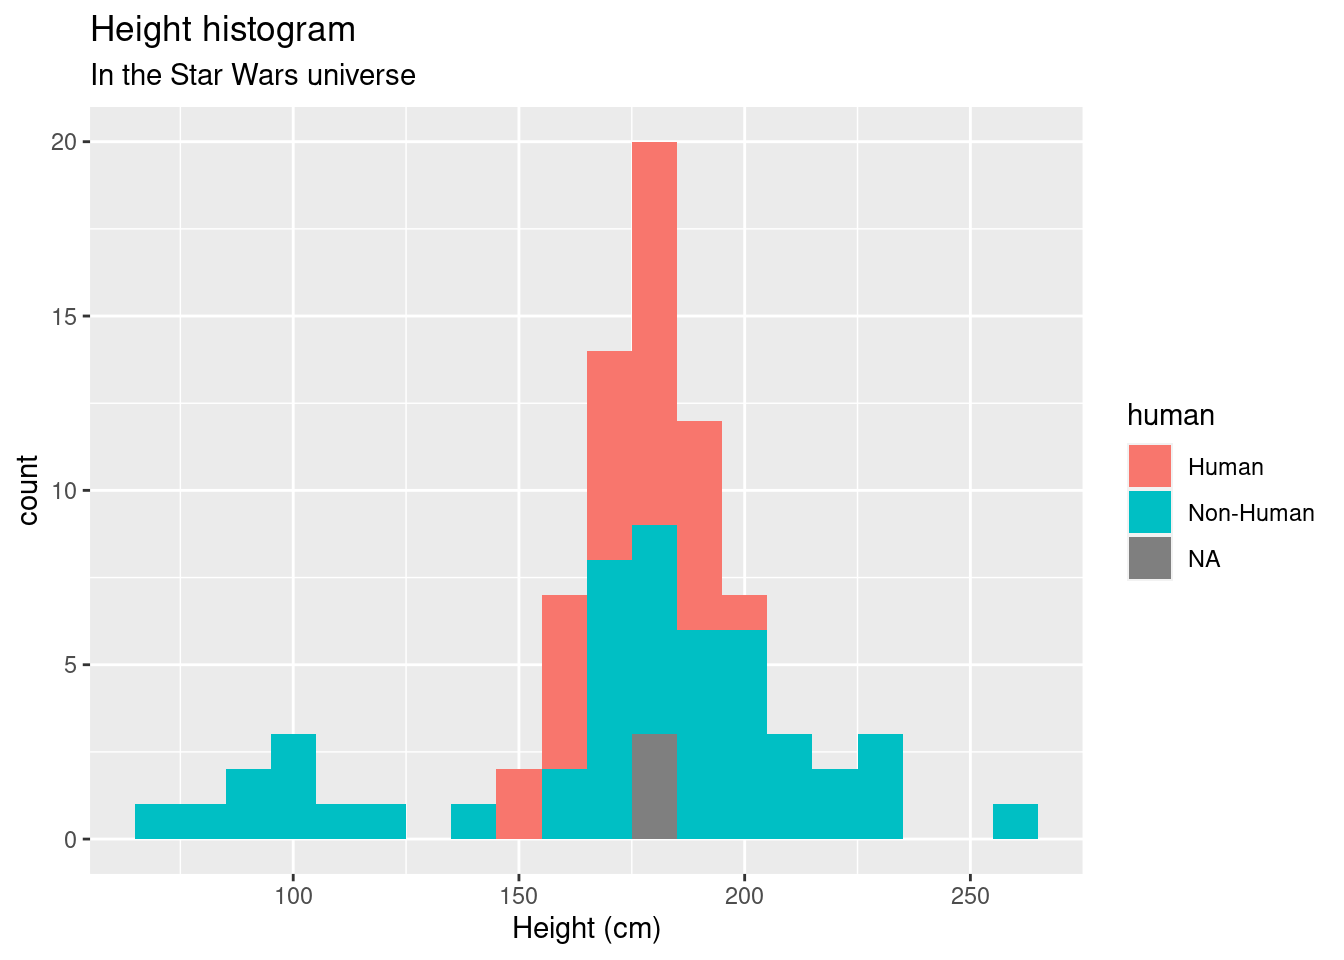 Height histogram
In the Star Wars universe
20
15
10
5
0
count
100 150 200 250
Height (cm)
human
Human
Non-Human
NA